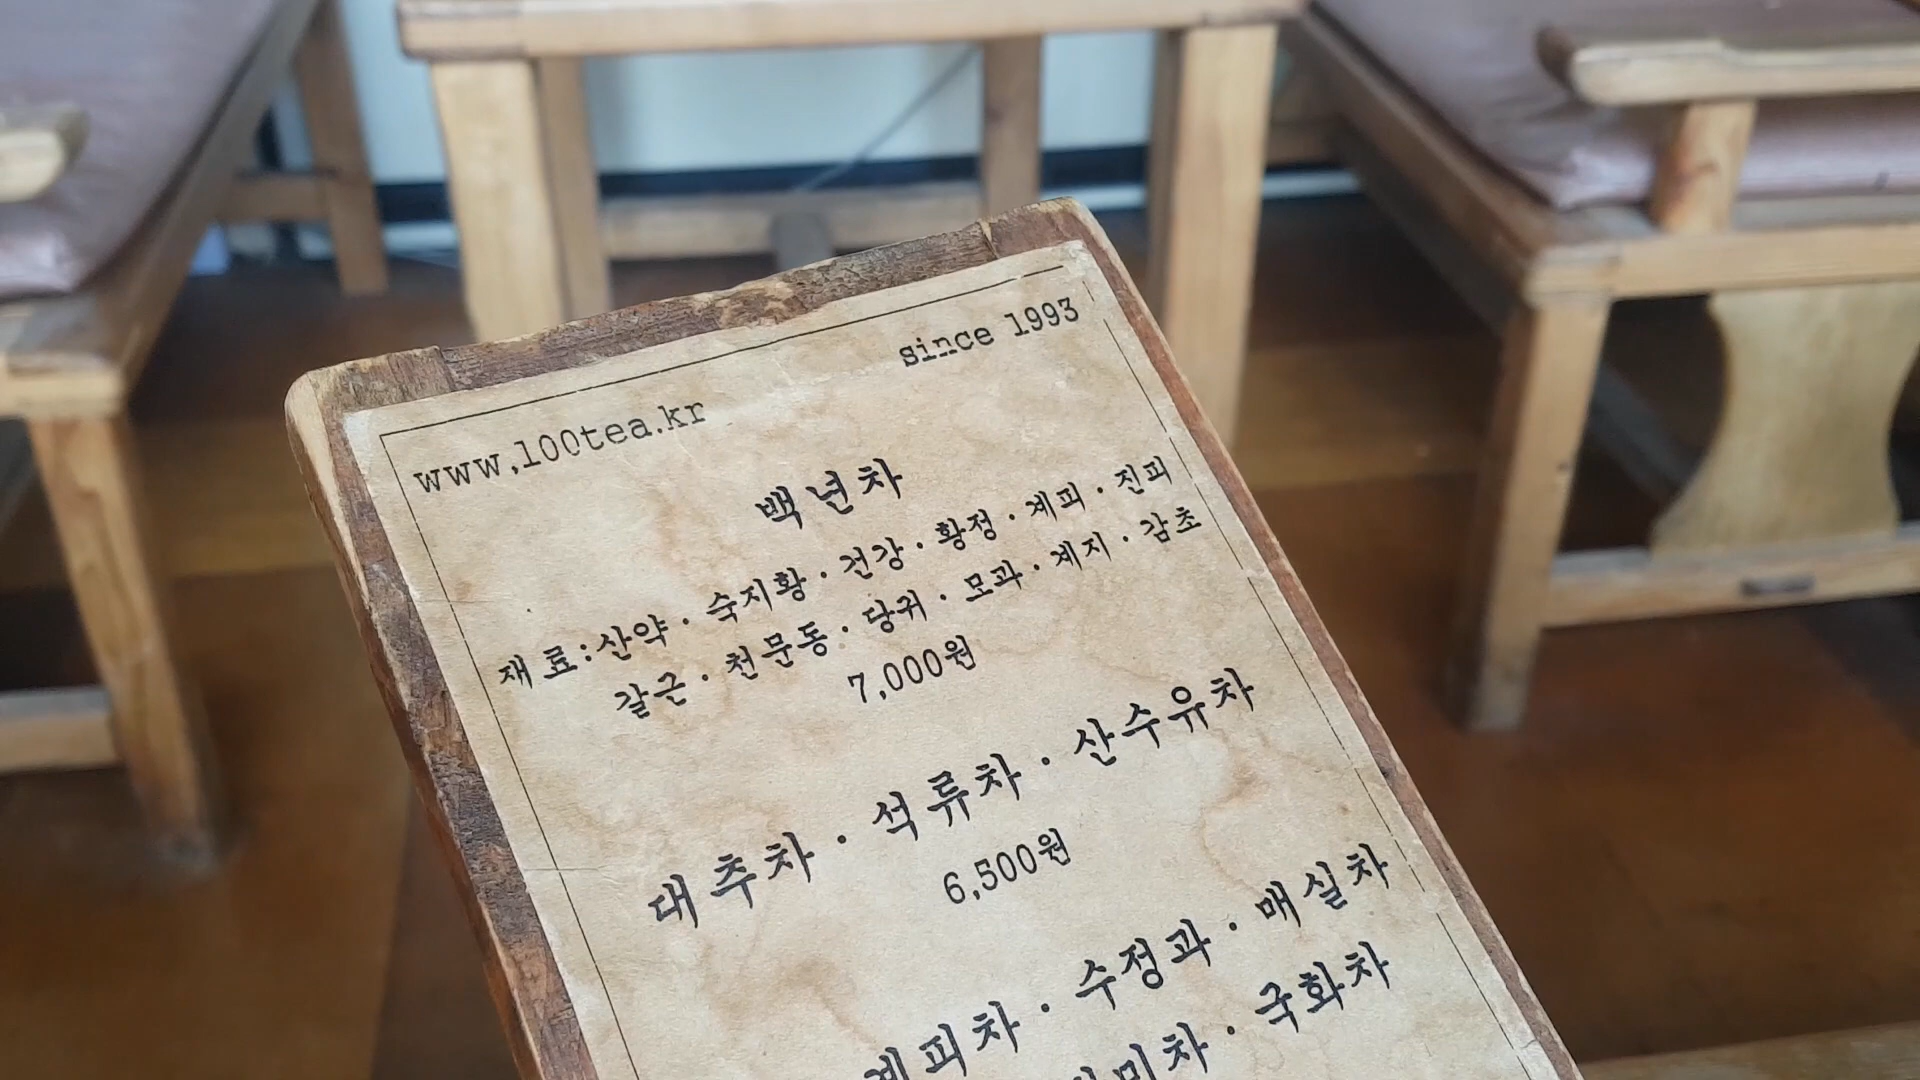 www.100tea.kr
since 1993
백년차
재료:산약·숙지황·건강·황정·계피·진피
갈근·천문동·당귀·모과·계지·감초
7,000원
대추차·석류차·산수유차
6,500원
계피차·수정과·매실차
국화차